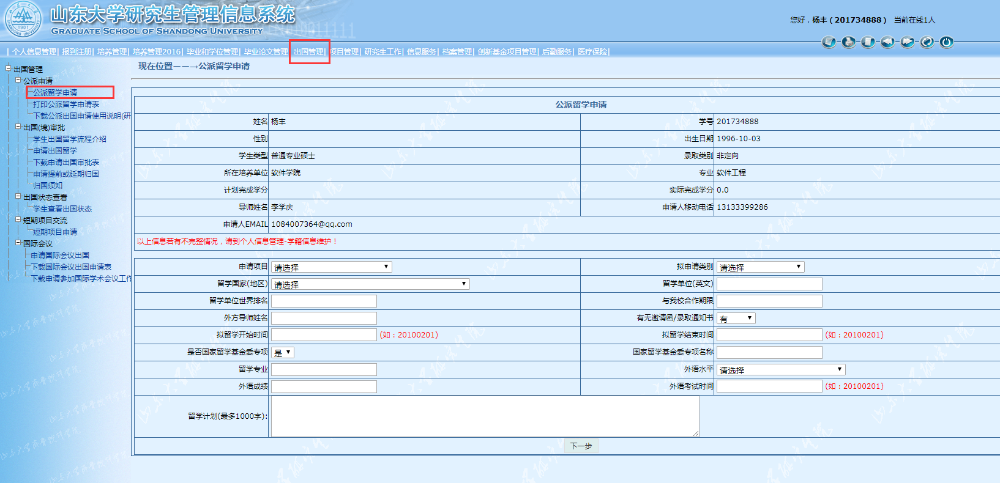 山东大学研究生管理信息系统
GRADUATE SCHOOL OF SHANDONG UNIVERSITY
您好，杨丰（201734888） 当前在线1人
| 个人信息管理| 报到注册| 培养管理| 培养管理2016| 毕业和学位管理| 毕业论文管理| 出国管理| 项目管理| 研究生工作| 信息服务| 档案管理| 创新基金项目管理| 后勤服务| 医疗保险|
出国管理
公派申请
公派留学申请
打印公派留学申请表
下载公派出国申请使用说明(研
出国(境)审批
学生出国留学流程介绍
申请出国留学
下载申请出国审批表
申请提前或延期归国
归国须知
出国状态查看
学生查看出国状态
短期项目交流
短期项目申请
国际会议
申请国际会议出国
下载国际会议出国申请表
下载申请参加国际学术会议工作
现在位置－－→公派留学申请
公派留学申请
姓名 杨丰 学号 201734888
性别 出生日期 1996-10-03
学生类型 普通专业硕士 录取类别 非定向
所在培养单位 软件学院 专业 软件工程
计划完成学分 实际完成学分 0.0
导师姓名 李学庆 申请人移动电话 13133399286
申请人EMAIL 1084007364@qq.com
以上信息若有不完整情况，请到个人信息管理-学籍信息维护！
申请项目 请选择 拟申请类别 请选择
留学国家(地区) 请选择 留学单位(英文)
留学单位世界排名 与我校合作期限
外方导师姓名 有无邀请函/录取通知书 有
拟留学开始时间 (如：20100201) 拟留学结束时间 (如：20100201)
是否国家留学基金委专项 是 国家留学基金委专项名称
留学专业 外语水平 请选择
外语成绩 外语考试时间 (如：20100201)
留学计划(最多1000字):
下一步